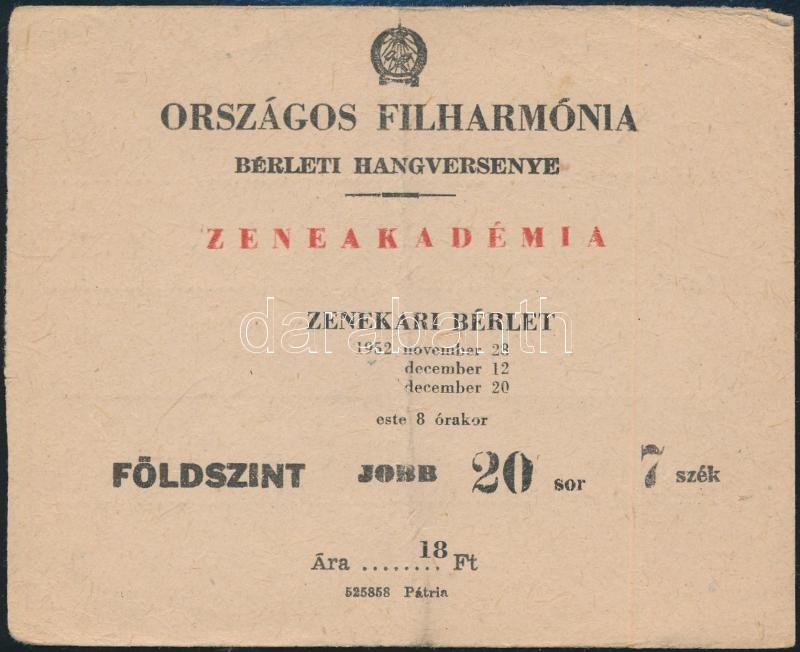 ORSZÁGOS FILHARMÓNIA
BÉRLETI HANGVERSENYE
ZENEAKADÉMIA
ZENEKARI BÉRLET
darabanth
1952 november 28
december 12
december 20
este 8 órakor
FÖLDSZINT JOBB 20 sor 7 szék
Ára ........ 18 Ft
525858 Pátria